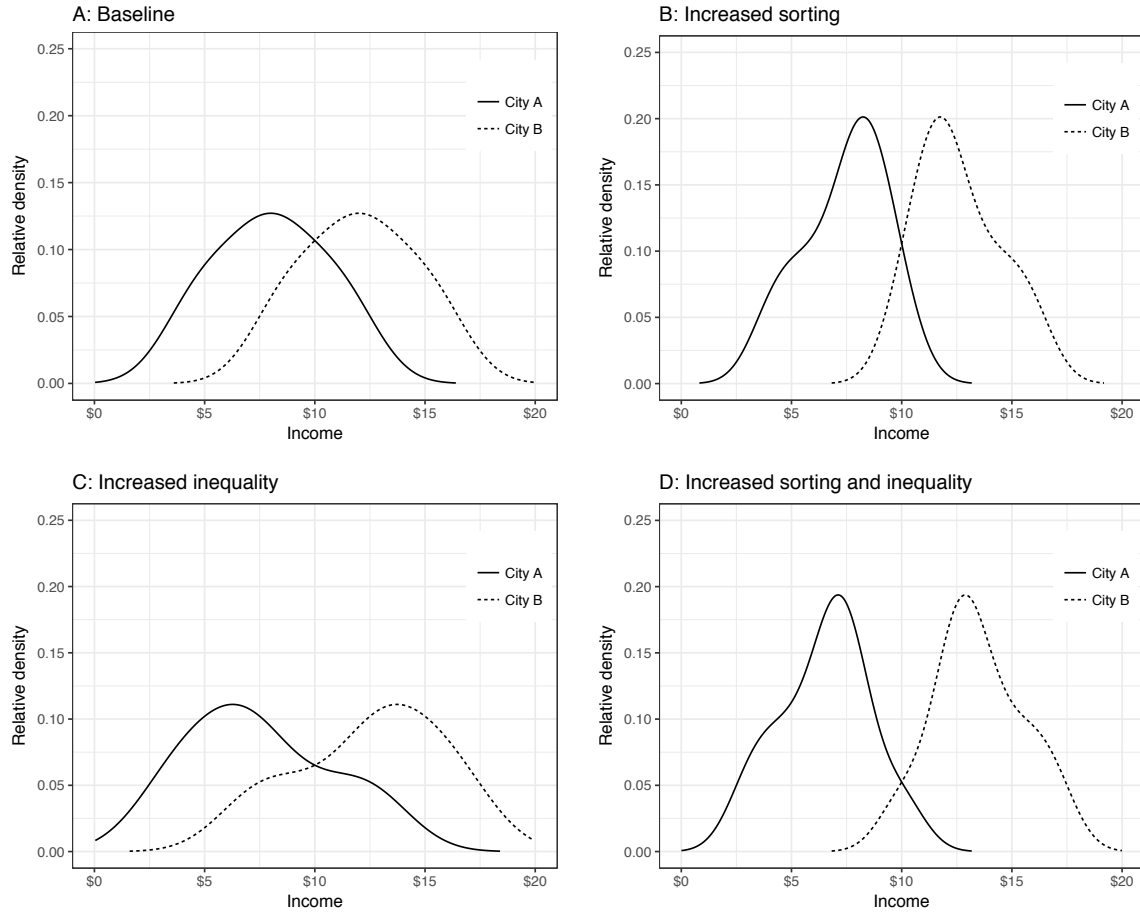 A: Baseline
0.25
0.20
0.15
0.10
0.05
0.00
Relative density
City A
City B
$0 $5 $10 $15 $20
Income
B: Increased sorting
0.25
0.20
0.15
0.10
0.05
0.00
Relative density
City A
City B
$0 $5 $10 $15 $20
Income
C: Increased inequality
0.25
0.20
0.15
0.10
0.05
0.00
Relative density
City A
City B
$0 $5 $10 $15 $20
Income
D: Increased sorting and inequality
0.25
0.20
0.15
0.10
0.05
0.00
Relative density
City A
City B
$0 $5 $10 $15 $20
Income